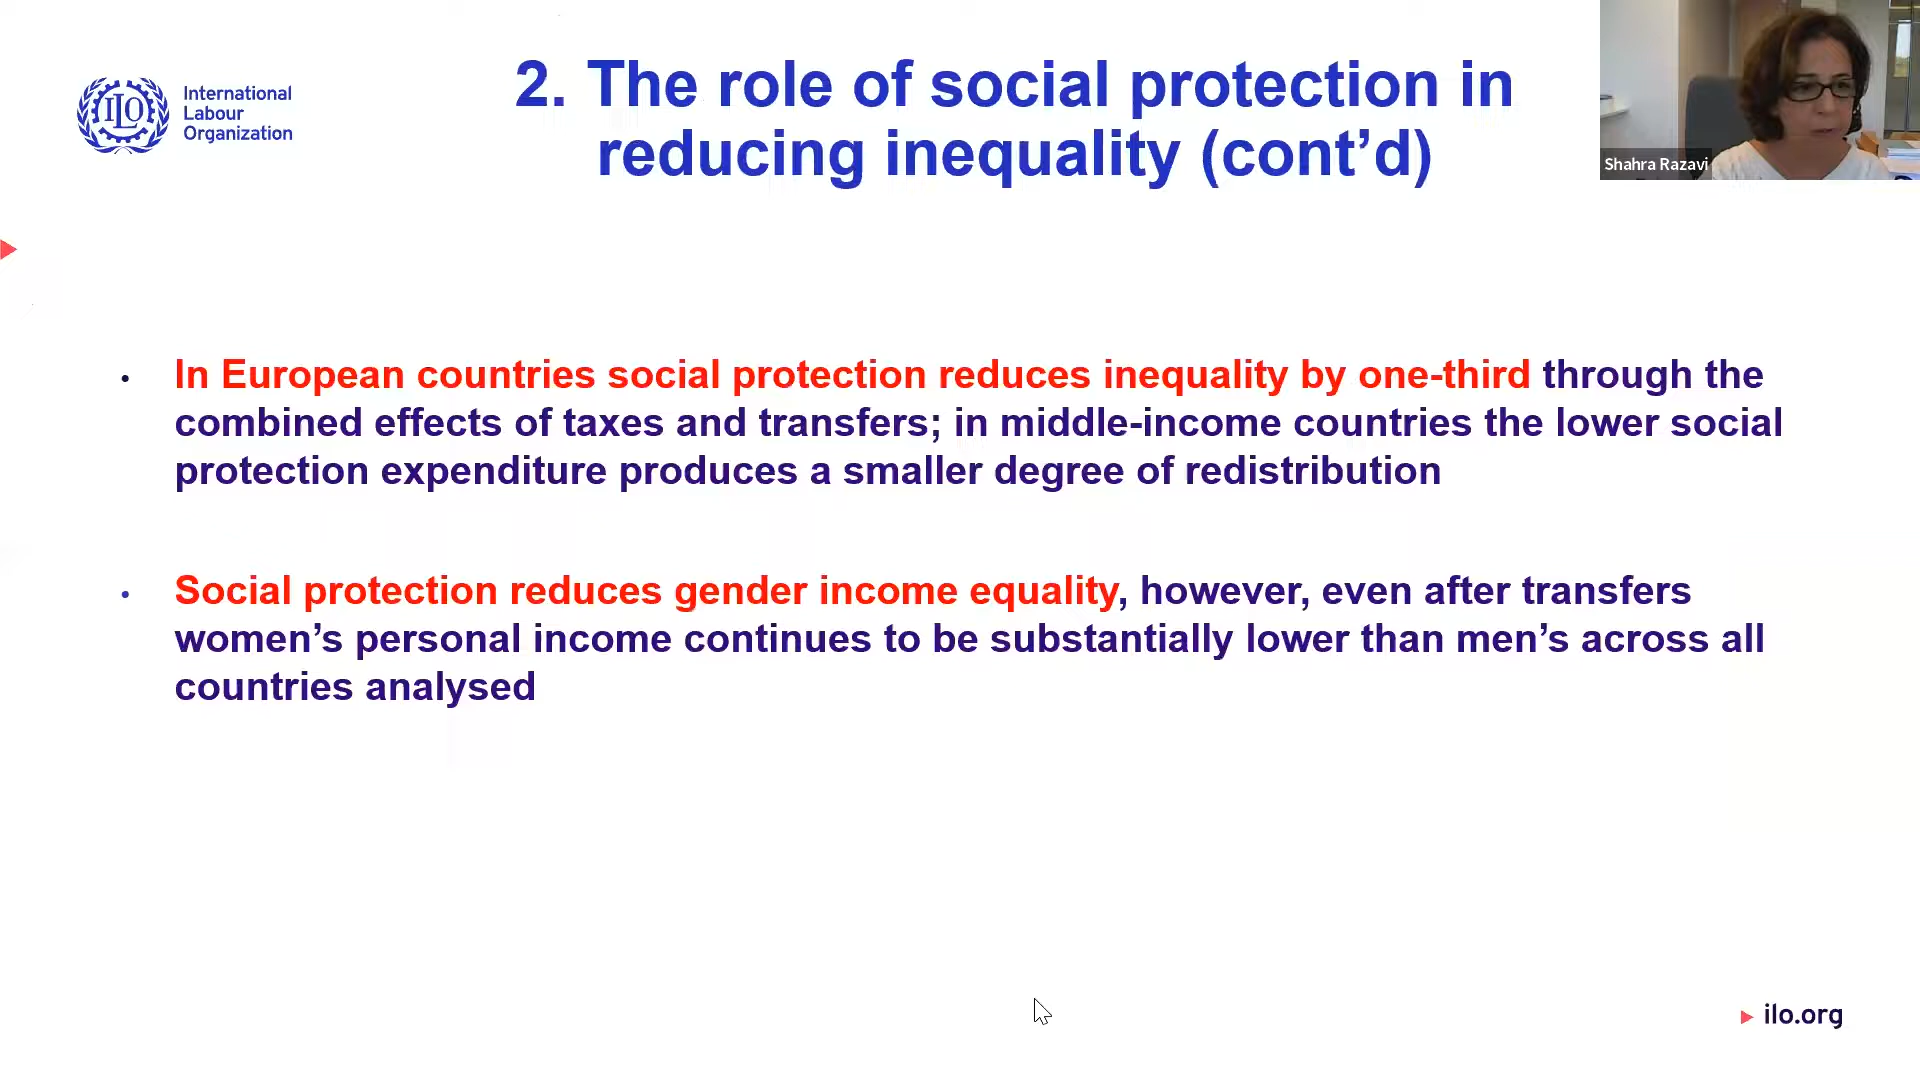 ILO
International
Labour
Organization
2. The role of social protection in
reducing inequality (cont’d)
Shahra Razavi
• In European countries social protection reduces inequality by one-third through the
combined effects of taxes and transfers; in middle-income countries the lower social
protection expenditure produces a smaller degree of redistribution
• Social protection reduces gender income equality, however, even after transfers
women’s personal income continues to be substantially lower than men’s across all
countries analysed
ilo.org